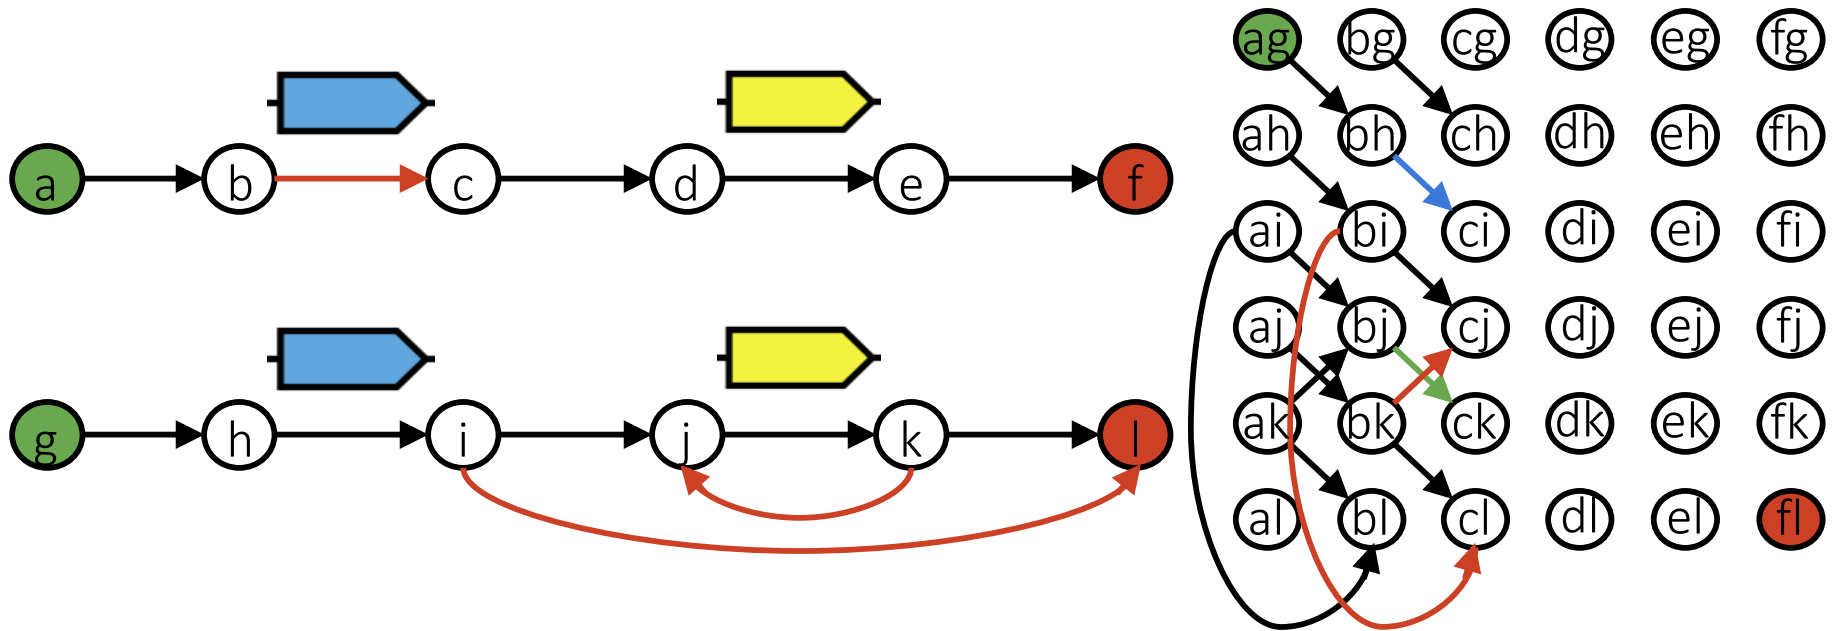 a b c d e f
g h i j k l
ag bg cg dg eg fg
ah bh ch dh eh fh
ai bi ci di ei fi
aj bj cj dj ej fj
ak bk ck dk ek fk
al bl cl dl el fl